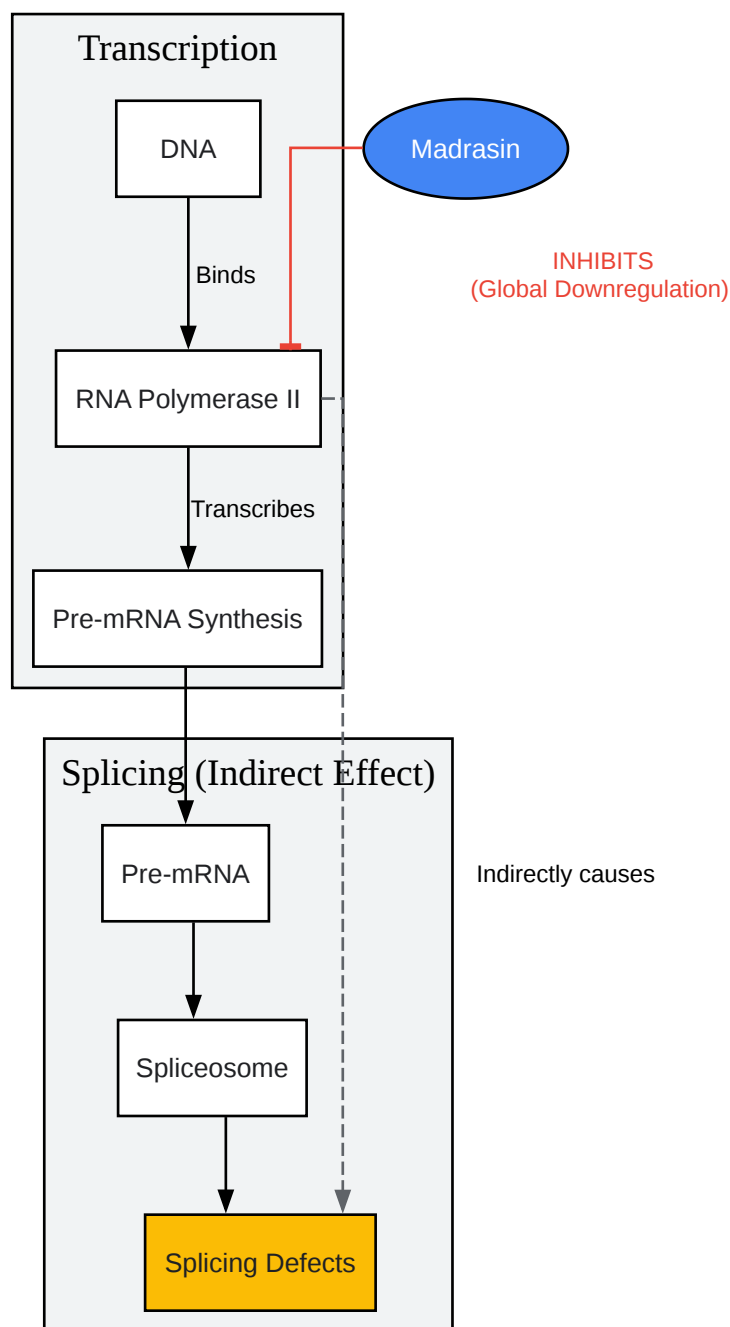 Transcription
DNA
Madrasin
INHIBITS
(Global Downregulation)
Binds
RNA Polymerase II
Transcribes
Pre-mRNA Synthesis
Splicing (Indirect Effect)
Pre-mRNA
Indirectly causes
Spliceosome
Splicing Defects